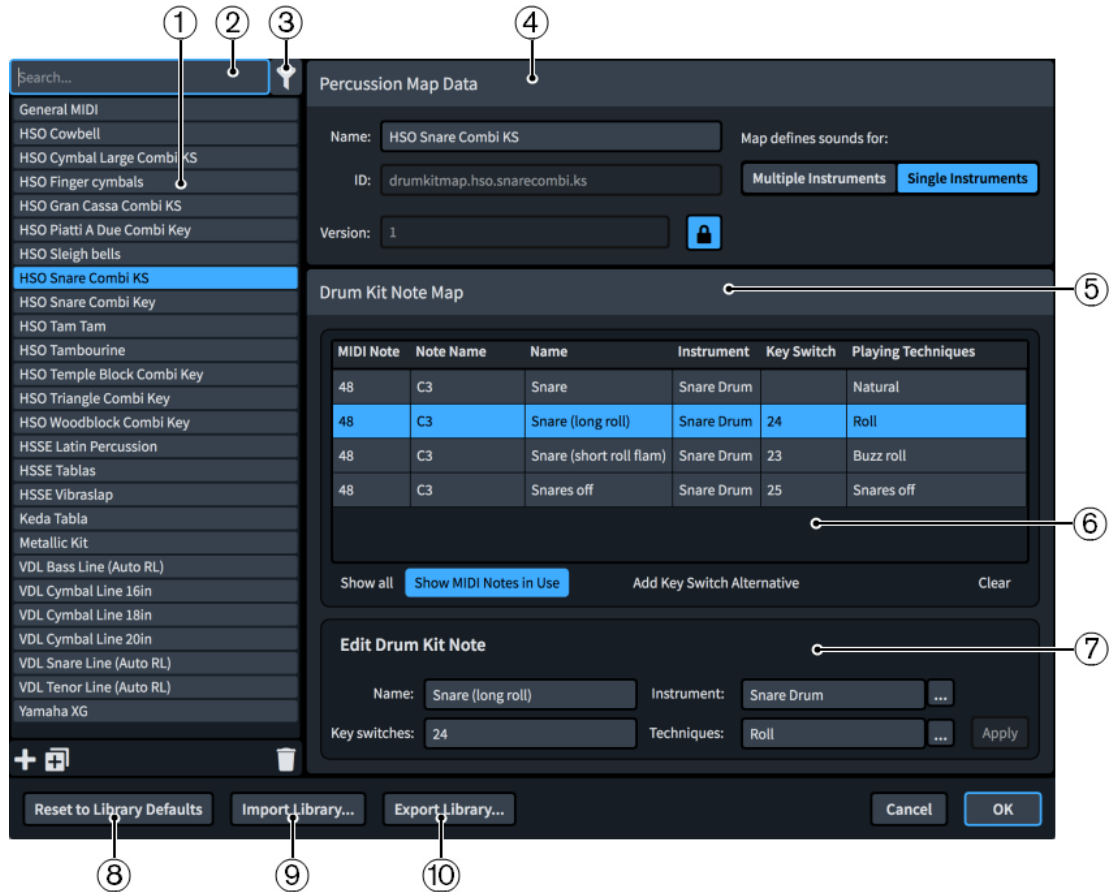 ① ② ③ ④
Search...
General MIDI
HSO Cowbell
HSO Cymbal Large Combi KS
HSO Finger cymbals
HSO Gran Cassa Combi KS
HSO Piatti A Due Combi Key
HSO Sleigh bells
HSO Snare Combi KS
HSO Snare Combi Key
HSO Tam Tam
HSO Tambourine
HSO Temple Block Combi Key
HSO Triangle Combi Key
HSO Woodblock Combi Key
HSSE Latin Percussion
HSSE Tablas
HSSE Vibraslap
Keda Tabla
Metallic Kit
VDL Bass Line (Auto RL)
VDL Cymbal Line 16in
VDL Cymbal Line 18in
VDL Cymbal Line 20in
VDL Snare Line (Auto RL)
VDL Tenor Line (Auto RL)
Yamaha XG
Percussion Map Data
Name: HSO Snare Combi KS
Map defines sounds for:
ID: drumkitmap.hso.snarecombi.ks
Multiple Instruments Single Instruments
Version: 1
Drum Kit Note Map
⑤
MIDI Note Note Name Name Instrument Key Switch Playing Techniques
48 C3 Snare Snare Drum Natural
48 C3 Snare (long roll) Snare Drum 24 Roll
48 C3 Snare (short roll flam) Snare Drum 23 Buzz roll
48 C3 Snares off Snare Drum 25 Snares off
⑥
Show all Show MIDI Notes in Use Add Key Switch Alternative Clear
Edit Drum Kit Note
⑦
Name: Snare (long roll) Instrument: Snare Drum ...
Key switches: 24 Techniques: Roll ... Apply
Reset to Library Defaults Import Library... Export Library... Cancel OK
⑧ ⑨ ⑩